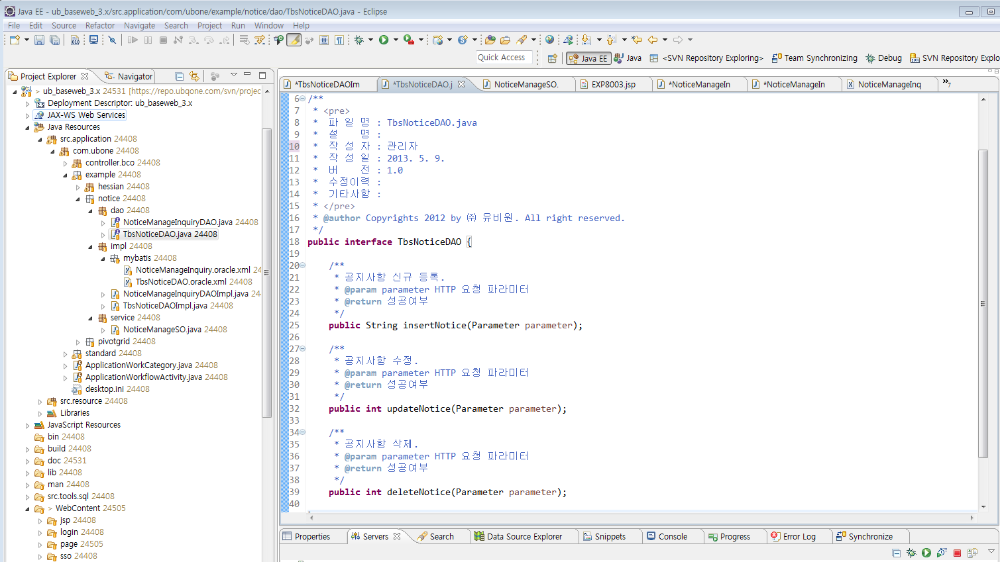 Java EE - ub_baseweb_3.x/src.application/com/ubone/example/notice/dao/TbsNoticeDAO.java - Eclipse
File Edit Source Refactor Navigate Search Project Run Window Help
Quick Access
Java EE Java <SVN Repository Exploring> Team Synchronizing Debug SVN Repository Explo
Project Explorer Navigator
> ub_baseweb_3.x 24531 [https://repo.ubqone.com/svn/projec
Deployment Descriptor: ub_baseweb_3.x
JAX-WS Web Services
Java Resources
src.application 24408
com.ubone 24408
controller.bco 24408
example 24408
hessian 24408
notice 24408
dao 24408
NoticeManageInquiryDAO.java 24408
TbsNoticeDAO.java 24408
impl 24408
mybatis 24408
NoticeManageInquiry.oracle.xml 24
TbsNoticeDAO.oracle.xml 24408
NoticeManageInquiryDAOImpl.java 24
TbsNoticeDAOImpl.java 24408
service 24408
NoticeManageSO.java 24408
pivotgrid 24408
standard 24408
ApplicationWorkCategory.java 24408
ApplicationWorkflowActivity.java 24408
desktop.ini 24408
src.resource 24408
Libraries
JavaScript Resources
bin 24408
build 24408
doc 24531
lib 24408
man 24408
src.tools.sql 24408
> WebContent 24505
jsp 24408
login 24408
page 24505
sso 24408
*TbsNoticeDAOIm *TbsNoticeDAO.j NoticeManageSO. EXP8003.jsp *NoticeManageIn *NoticeManageIn NoticeManageInq »7
6 /**
7 * <pre>
8 * 파 일 명 : TbsNoticeDAO.java
9 * 설 명 :
10 * 작 성 자 : 관리자
11 * 작 성 일 : 2013. 5. 9.
12 * 버 전 : 1.0
13 * 수정이력 :
14 * 기타사항 :
15 * </pre>
16 * @author Copyrights 2012 by ㈜ 유비원. All right reserved.
17 */
18 public interface TbsNoticeDAO {
19
20 /**
21 * 공지사항 신규 등록.
22 * @param parameter HTTP 요청 파라미터
23 * @return 성공여부
24 */
25 public String insertNotice(Parameter parameter);
26
27 /**
28 * 공지사항 수정.
29 * @param parameter HTTP 요청 파라미터
30 * @return 성공여부
31 */
32 public int updateNotice(Parameter parameter);
33
34 /**
35 * 공지사항 삭제.
36 * @param parameter HTTP 요청 파라미터
37 * @return 성공여부
38 */
39 public int deleteNotice(Parameter parameter);
40
Properties Servers Search Data Source Explorer Snippets Console Progress Error Log Synchronize